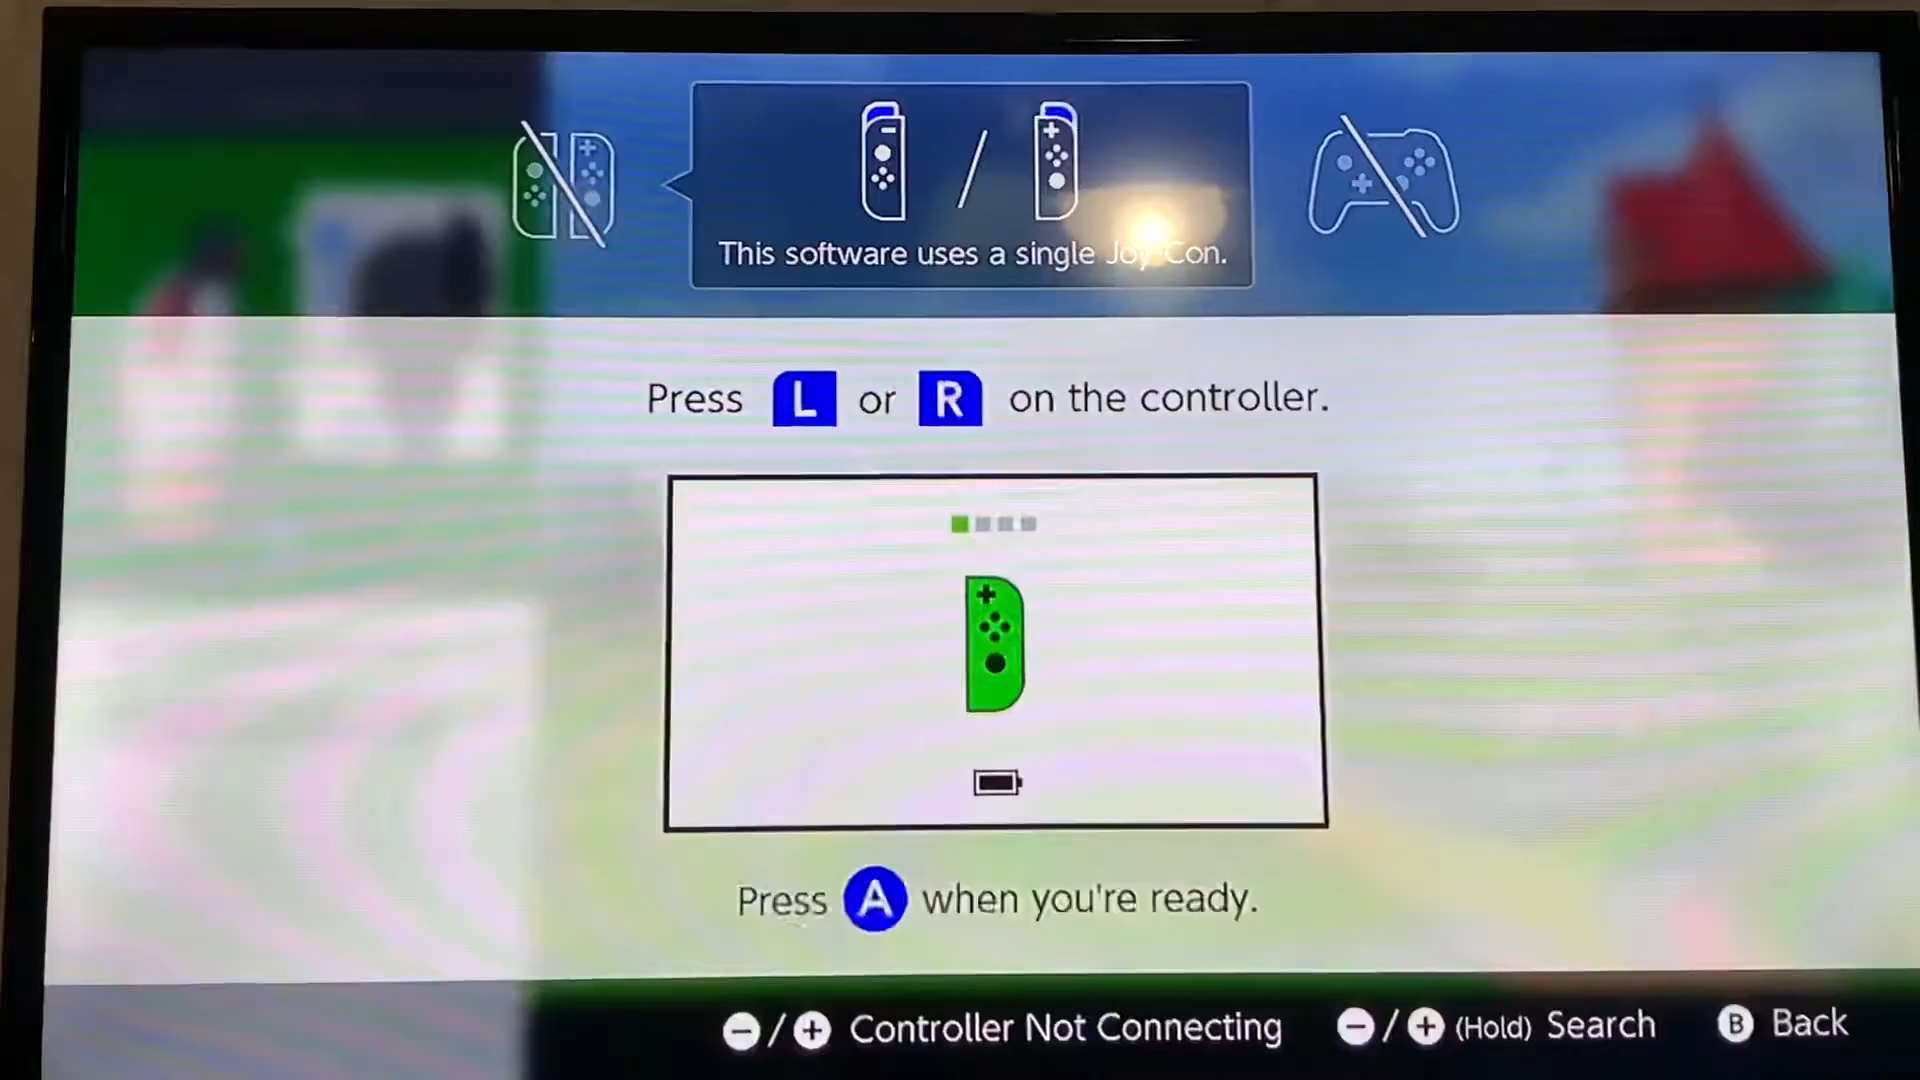 This software uses a single Joy-Con.
Press L or R on the controller.
Press A when you're ready.
Controller Not Connecting (Hold) Search B Back